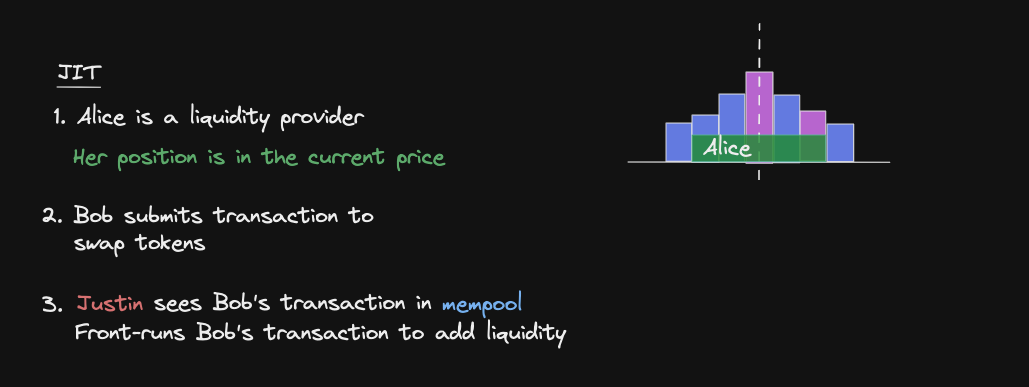 JIT
1. Alice is a liquidity provider
Her position is in the current price
2. Bob submits transaction to
swap tokens
3. Justin sees Bob's transaction in mempool
Front-runs Bob's transaction to add liquidity
Alice